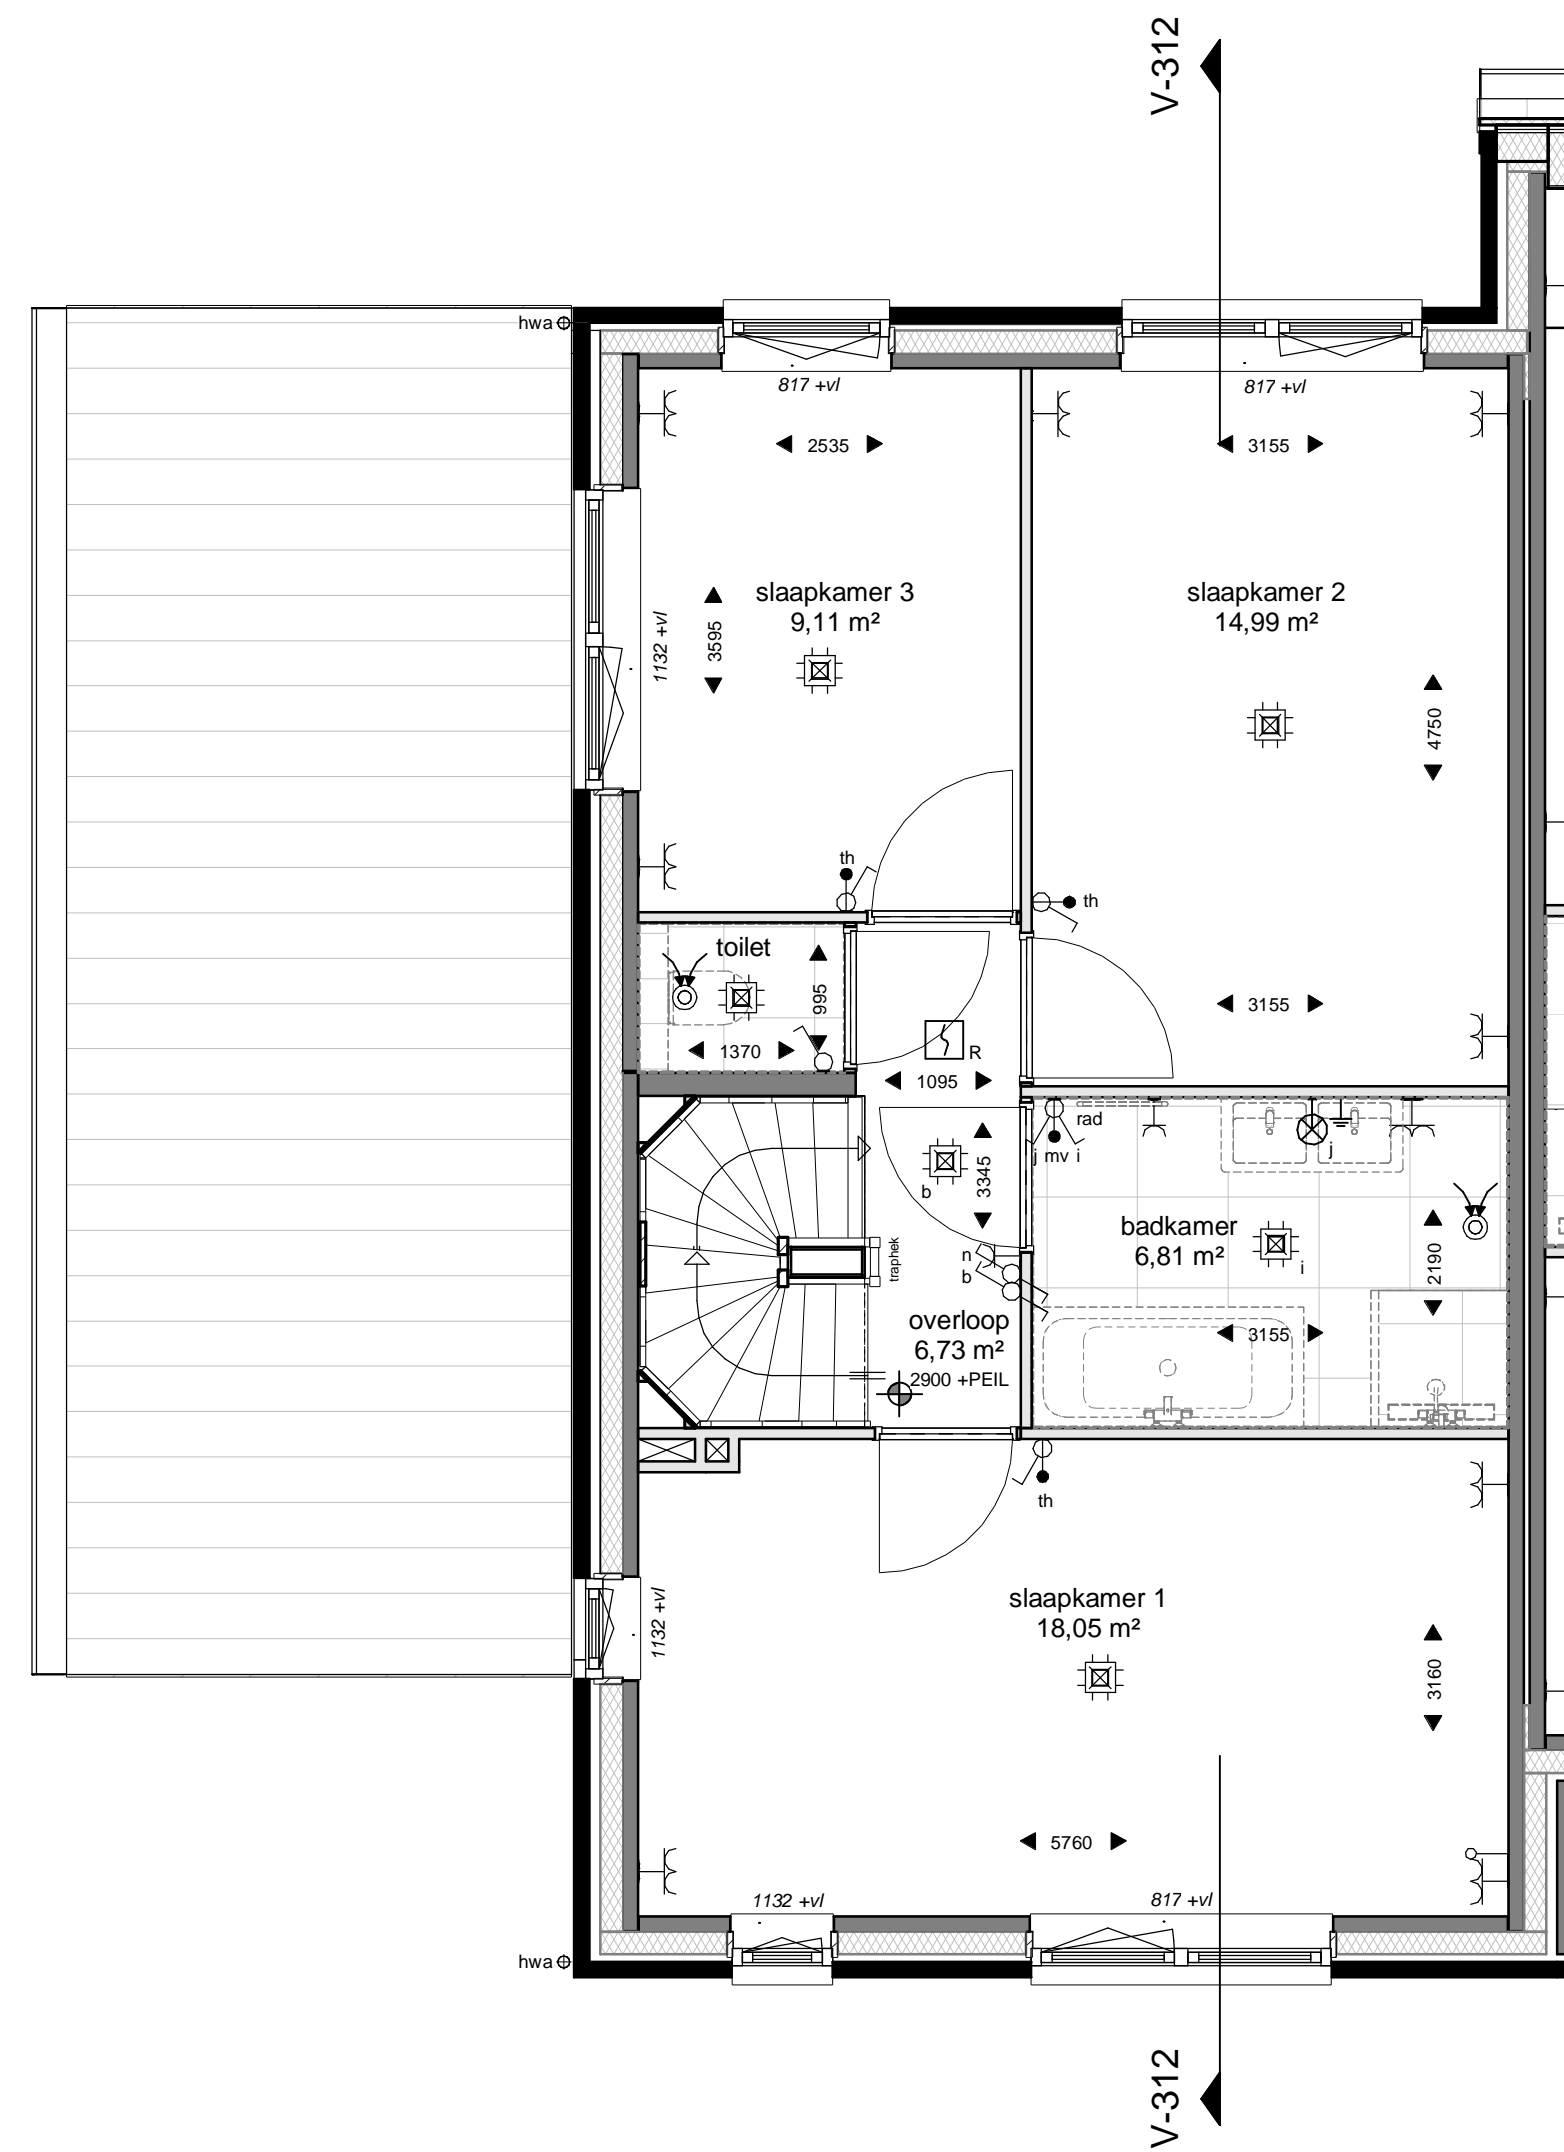 V-312
hwa
817 +vl
817 +vl
2535
3155
slaapkamer 3
9,11 m²
slaapkamer 2
14,99 m²
1132 +vl
3595
4750
th
th
toilet
995
1370
3155
R
1095
rad
j mv i
j
b
3345
badkamer
6,81 m²
i
2190
n
b
traphek
overloop
6,73 m²
2900 +PEIL
3155
th
slaapkamer 1
18,05 m²
1132 +vl
3160
5760
1132 +vl
817 +vl
hwa
V-312